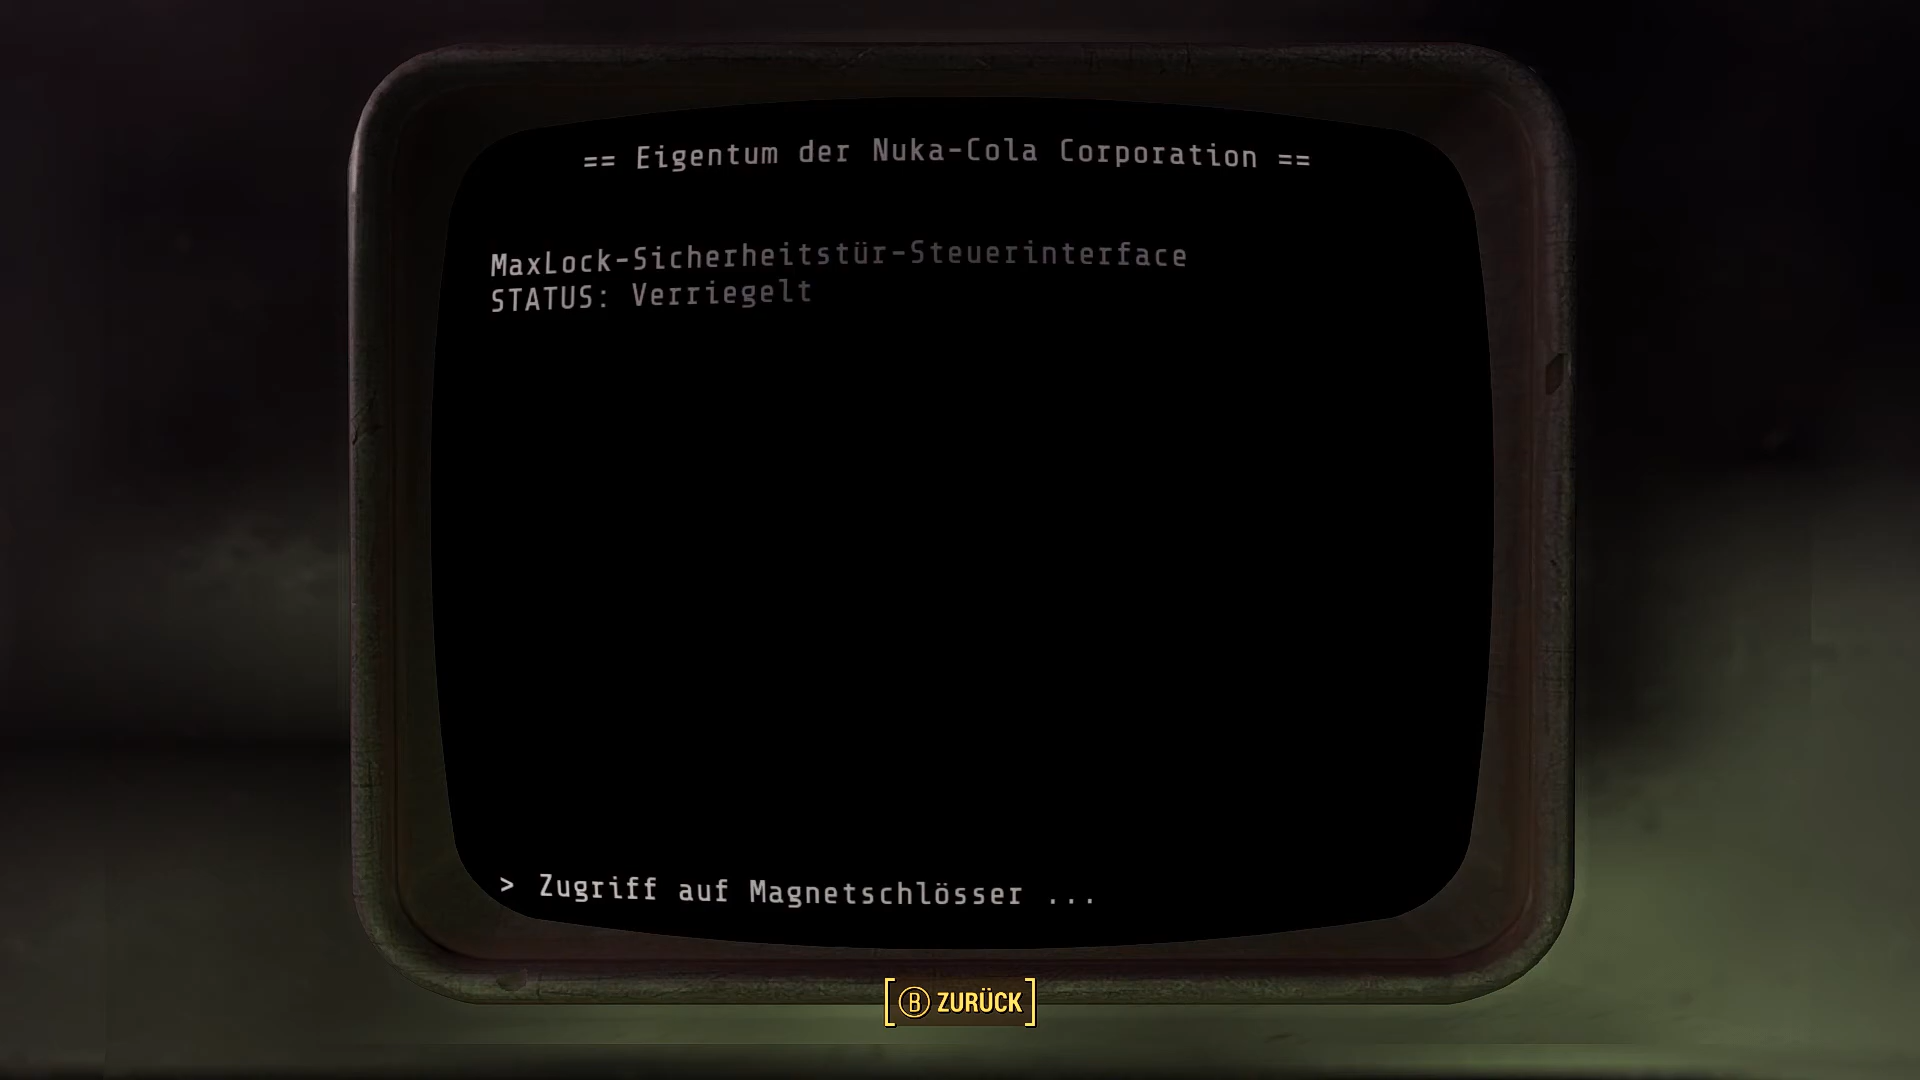 == Eigentum der Nuka-Cola Corporation ==
MaxLock-Sicherheitstür-Steuerinterface
STATUS: Verriegelt
> Zugriff auf Magnetschlösser ...
[Ⓑ ZURÜCK]